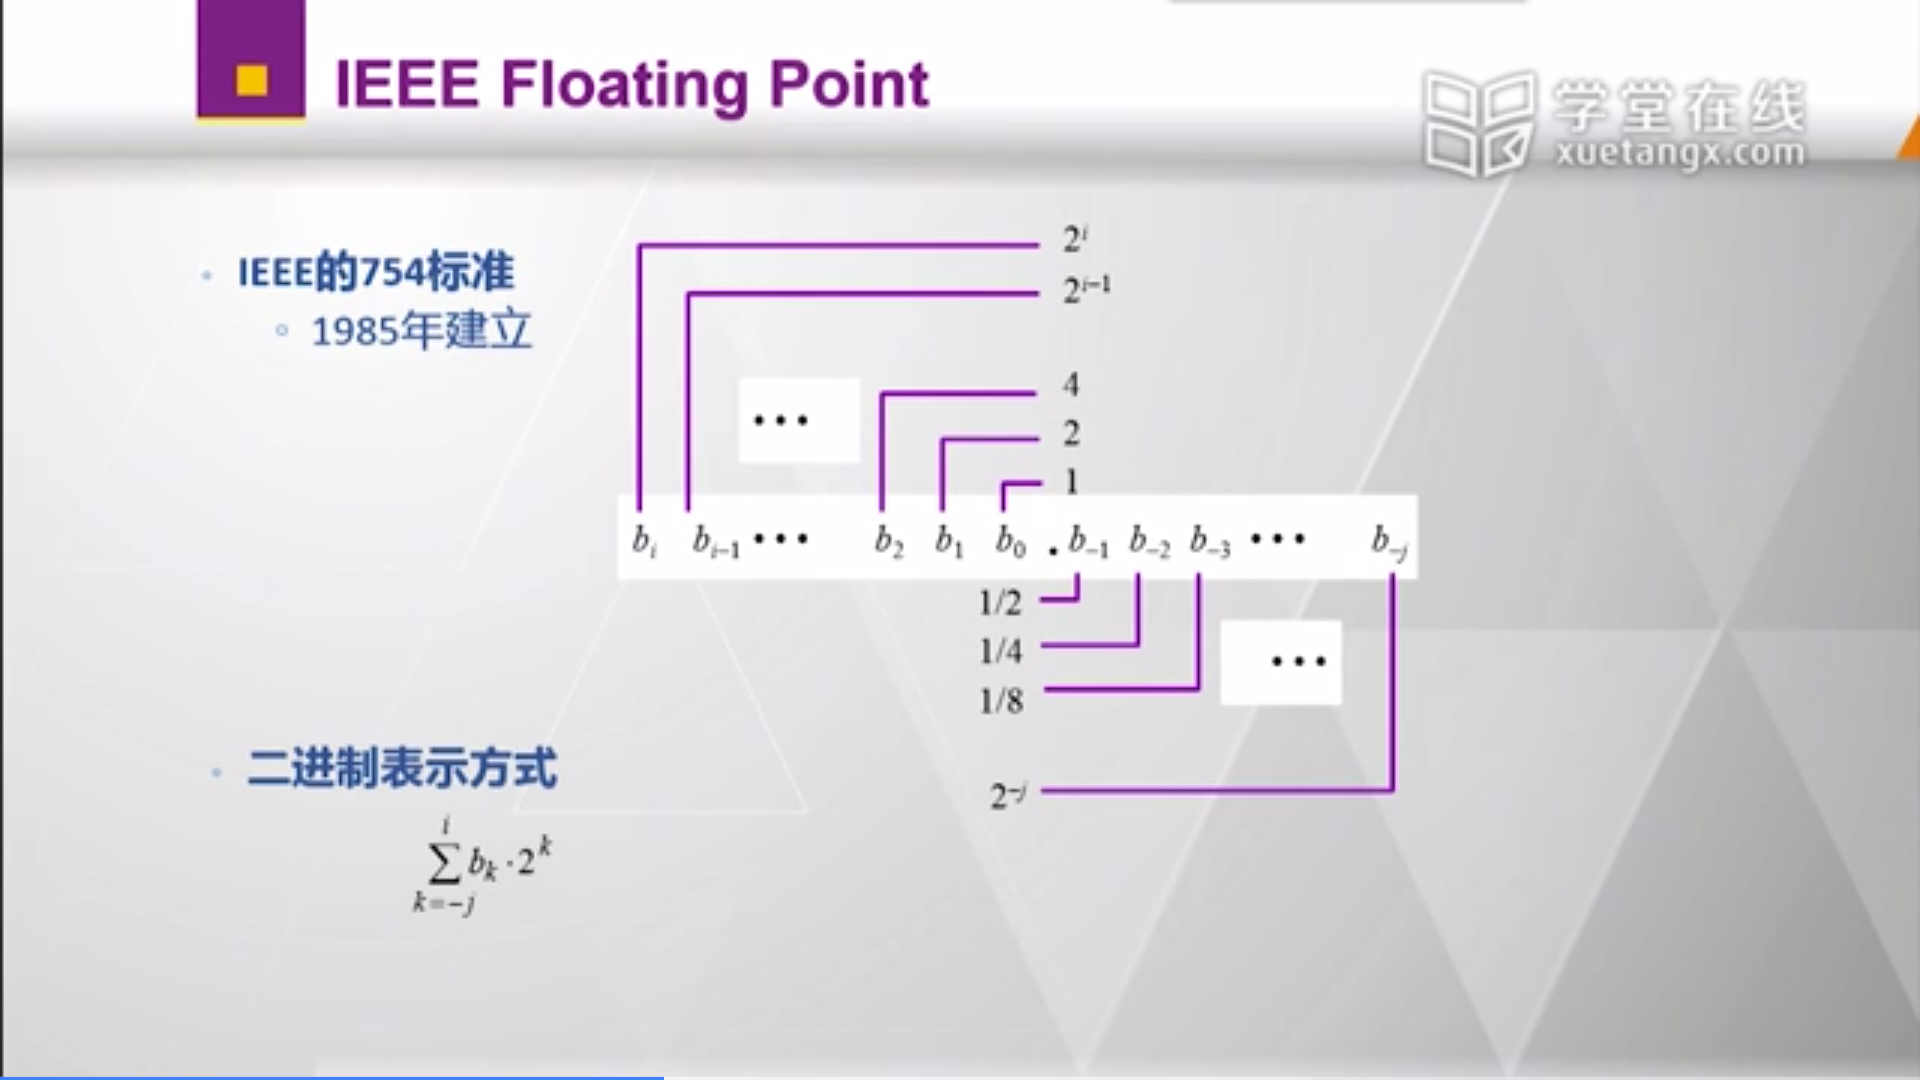 IEEE Floating Point
学堂在线
xuetangx.com
IEEE的754标准
1985年建立
2^i
2^{i−1}
4
2
1
•••
b_i b_{i−1} ••• b_2 b_1 b_0 . b_{−1} b_{−2} b_{−3} ••• b_{−j}
1/2
1/4
1/8
•••
2^{−j}
二进制表示方式
\sum_{k=−j}^{i} b_k · 2^k